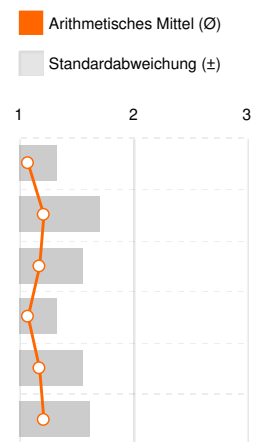 Arithmetisches Mittel (Ø)
Standardabweichung (±)
1 2 3